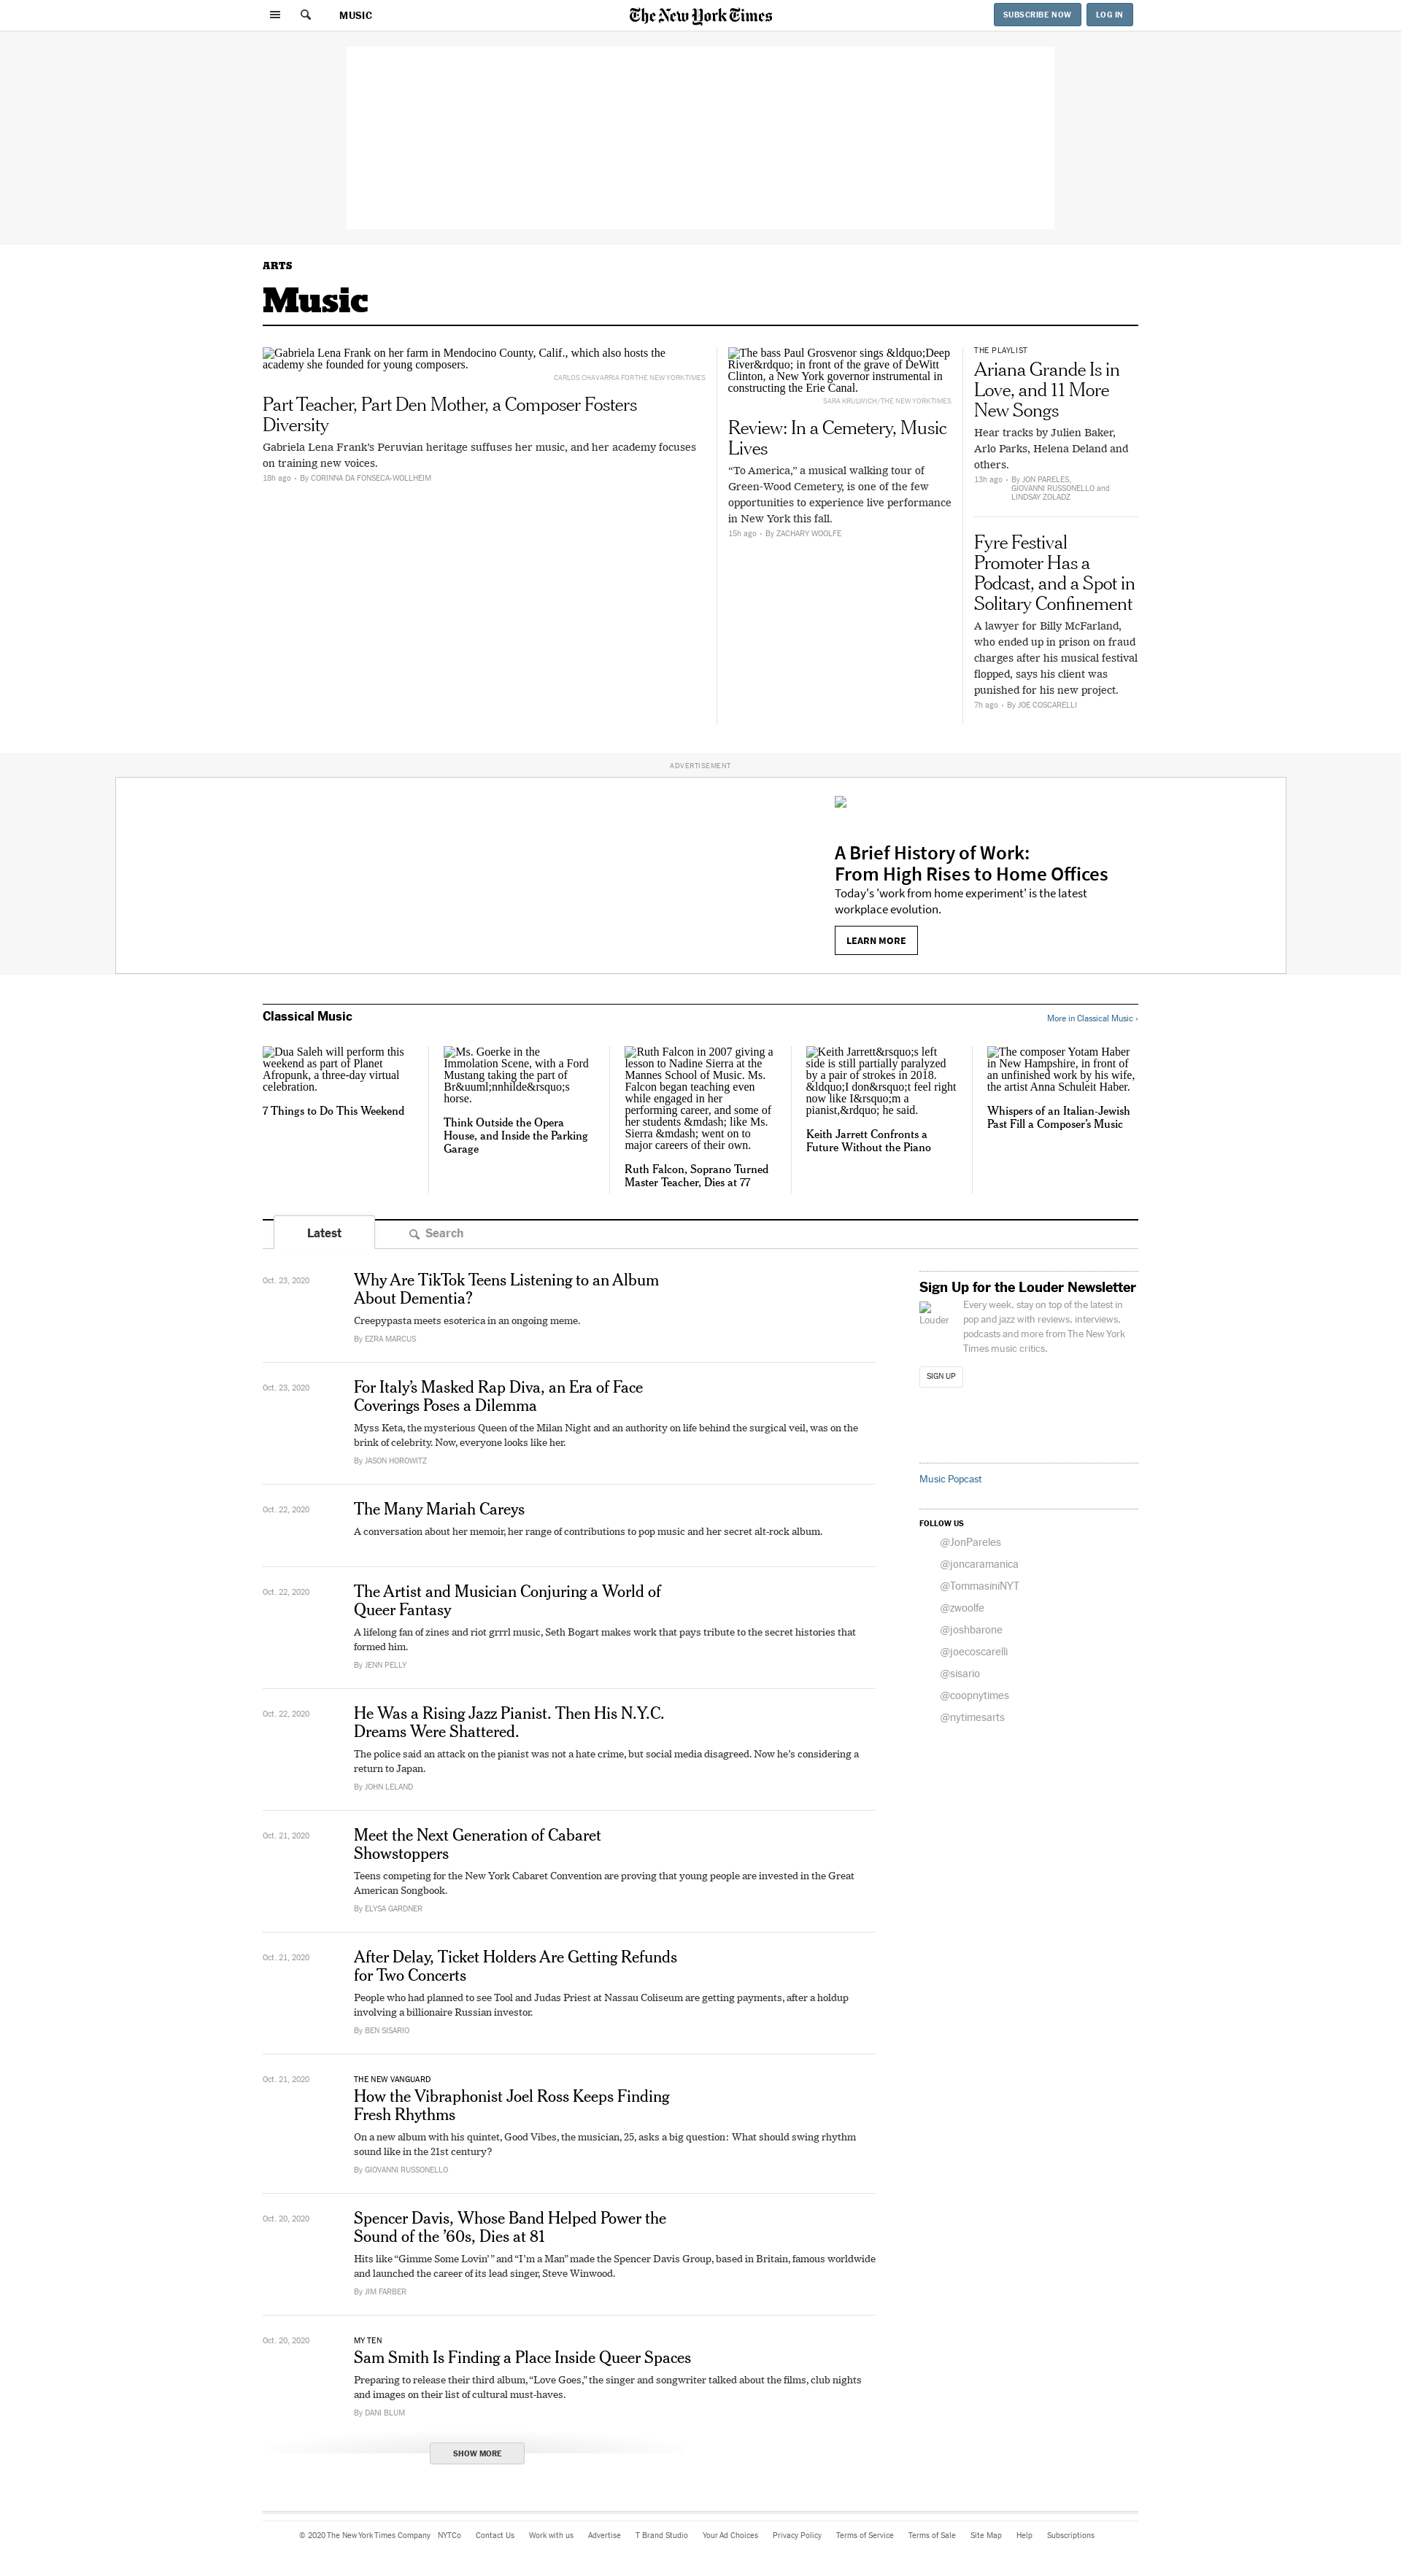 MUSIC
The New York Times
SUBSCRIBE NOW
LOG IN
ARTS
Music
Gabriela Lena Frank on her farm in Mendocino County, Calif., which also hosts the
academy she founded for young composers.
CARLOS CHAVARRIA FOR THE NEW YORK TIMES
Part Teacher, Part Den Mother, a Composer Fosters
Diversity
Gabriela Lena Frank’s Peruvian heritage suffuses her music, and her academy focuses
on training new voices.
18h ago • By CORINNA DA FONSECA-WOLLHEIM
The bass Paul Grosvenor sings &ldquo;Deep
River&rdquo; in front of the grave of DeWitt
Clinton, a New York governor instrumental in
constructing the Erie Canal.
SARA KRULWICH/THE NEW YORK TIMES
Review: In a Cemetery, Music
Lives
“To America,” a musical walking tour of
Green-Wood Cemetery, is one of the few
opportunities to experience live performance
in New York this fall.
15h ago • By ZACHARY WOOLFE
THE PLAYLIST
Ariana Grande Is in
Love, and 11 More
New Songs
Hear tracks by Julien Baker,
Arlo Parks, Helena Deland and
others.
13h ago • By JON PARELES,
GIOVANNI RUSSONELLO and
LINDSAY ZOLADZ
Fyre Festival
Promoter Has a
Podcast, and a Spot in
Solitary Confinement
A lawyer for Billy McFarland,
who ended up in prison on fraud
charges after his musical festival
flopped, says his client was
punished for his new project.
7h ago • By JOE COSCARELLI
ADVERTISEMENT
A Brief History of Work:
From High Rises to Home Offices
Today's 'work from home experiment' is the latest
workplace evolution.
LEARN MORE
Classical Music
More in Classical Music ›
Dua Saleh will perform this
weekend as part of Planet
Afropunk, a three-day virtual
celebration.
7 Things to Do This Weekend
Ms. Goerke in the
Immolation Scene, with a Ford
Mustang taking the part of
Br&uuml;nnhilde&rsquo;s
horse.
Think Outside the Opera
House, and Inside the Parking
Garage
Ruth Falcon in 2007 giving a
lesson to Nadine Sierra at the
Mannes School of Music. Ms.
Falcon began teaching even
while engaged in her
performing career, and some of
her students &mdash; like Ms.
Sierra &mdash; went on to
major careers of their own.
Ruth Falcon, Soprano Turned
Master Teacher, Dies at 77
Keith Jarrett&rsquo;s left
side is still partially paralyzed
by a pair of strokes in 2018.
&ldquo;I don&rsquo;t feel right
now like I&rsquo;m a
pianist,&rdquo; he said.
Keith Jarrett Confronts a
Future Without the Piano
The composer Yotam Haber
in New Hampshire, in front of
an unfinished work by his wife,
the artist Anna Schuleit Haber.
Whispers of an Italian-Jewish
Past Fill a Composer’s Music
Latest
Search
Oct. 23, 2020
Why Are TikTok Teens Listening to an Album
About Dementia?
Creepypasta meets esoterica in an ongoing meme.
By EZRA MARCUS
Oct. 23, 2020
For Italy’s Masked Rap Diva, an Era of Face
Coverings Poses a Dilemma
Myss Keta, the mysterious Queen of the Milan Night and an authority on life behind the surgical veil, was on the
brink of celebrity. Now, everyone looks like her.
By JASON HOROWITZ
Oct. 22, 2020
The Many Mariah Careys
A conversation about her memoir, her range of contributions to pop music and her secret alt-rock album.
Oct. 22, 2020
The Artist and Musician Conjuring a World of
Queer Fantasy
A lifelong fan of zines and riot grrrl music, Seth Bogart makes work that pays tribute to the secret histories that
formed him.
By JENN PELLY
Oct. 22, 2020
He Was a Rising Jazz Pianist. Then His N.Y.C.
Dreams Were Shattered.
The police said an attack on the pianist was not a hate crime, but social media disagreed. Now he’s considering a
return to Japan.
By JOHN LELAND
Oct. 21, 2020
Meet the Next Generation of Cabaret
Showstoppers
Teens competing for the New York Cabaret Convention are proving that young people are invested in the Great
American Songbook.
By ELYSA GARDNER
Oct. 21, 2020
After Delay, Ticket Holders Are Getting Refunds
for Two Concerts
People who had planned to see Tool and Judas Priest at Nassau Coliseum are getting payments, after a holdup
involving a billionaire Russian investor.
By BEN SISARIO
Oct. 21, 2020
THE NEW VANGUARD
How the Vibraphonist Joel Ross Keeps Finding
Fresh Rhythms
On a new album with his quintet, Good Vibes, the musician, 25, asks a big question: What should swing rhythm
sound like in the 21st century?
By GIOVANNI RUSSONELLO
Oct. 20, 2020
Spencer Davis, Whose Band Helped Power the
Sound of the ’60s, Dies at 81
Hits like “Gimme Some Lovin’ ” and “I’m a Man” made the Spencer Davis Group, based in Britain, famous worldwide
and launched the career of its lead singer, Steve Winwood.
By JIM FARBER
Oct. 20, 2020
MY TEN
Sam Smith Is Finding a Place Inside Queer Spaces
Preparing to release their third album, “Love Goes,” the singer and songwriter talked about the films, club nights
and images on their list of cultural must-haves.
By DANI BLUM
SHOW MORE
Sign Up for the Louder Newsletter
Louder
Every week, stay on top of the latest in
pop and jazz with reviews, interviews,
podcasts and more from The New York
Times music critics.
SIGN UP
Music Popcast
FOLLOW US
@JonPareles
@joncaramanica
@TommasiniNYT
@zwoolfe
@joshbarone
@joecoscarelli
@sisario
@coopnytimes
@nytimesarts
© 2020 The New York Times Company NYTCo Contact Us Work with us Advertise T Brand Studio Your Ad Choices Privacy Policy Terms of Service Terms of Sale Site Map Help Subscriptions